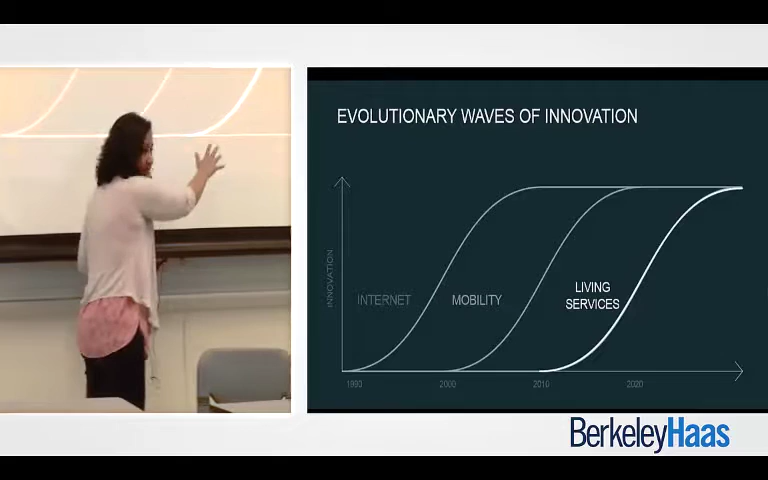 EVOLUTIONARY WAVES OF INNOVATION
INNOVATION
INTERNET
MOBILITY
LIVING
SERVICES
1990
2000
2010
2020
BerkeleyHaas